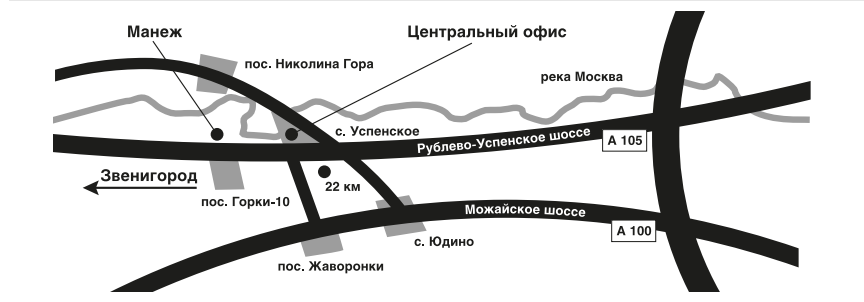 Манеж
Центральный офис
пос. Николина Гора
река Москва
с. Успенское
Рублево-Успенское шоссе
А 105
Звенигород
22 км
пос. Горки-10
Можайское шоссе
А 100
с. Юдино
пос. Жаворонки